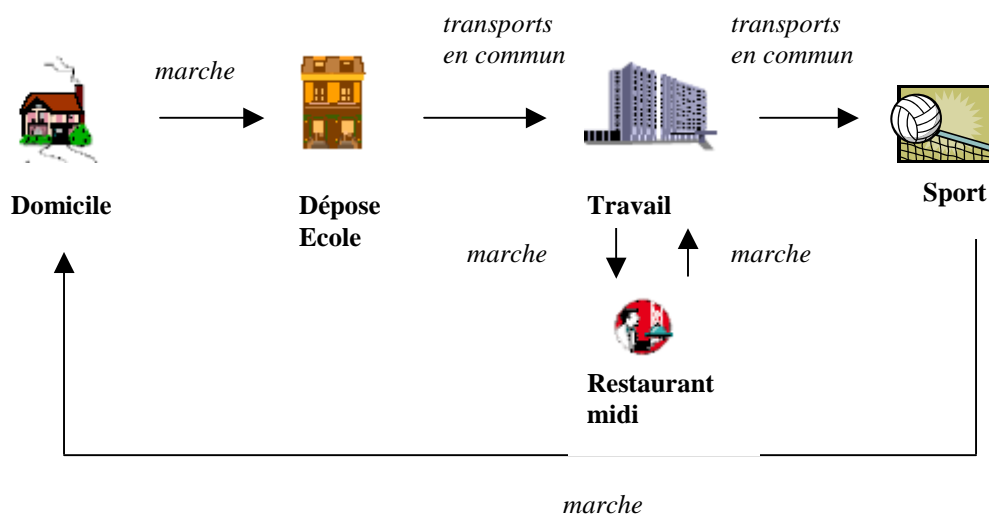 transports
en commun
transports
en commun
marche
Domicile
Dépose
Ecole
Travail
Sport
marche
marche
Restaurant
midi
marche